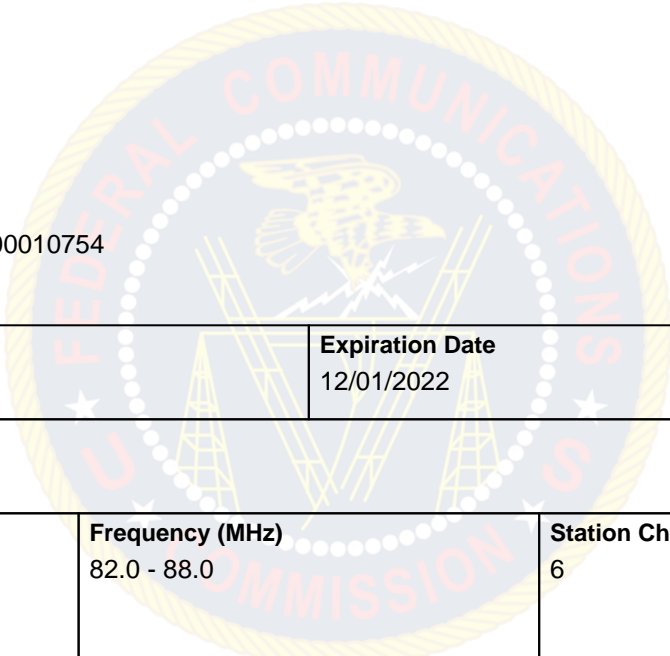 FEDERAL COMMUNICATIONS
00010754
Expiration Date
12/01/2022
U S
Frequency (MHz)
82.0 - 88.0
Station Ch
6
COMMISSION